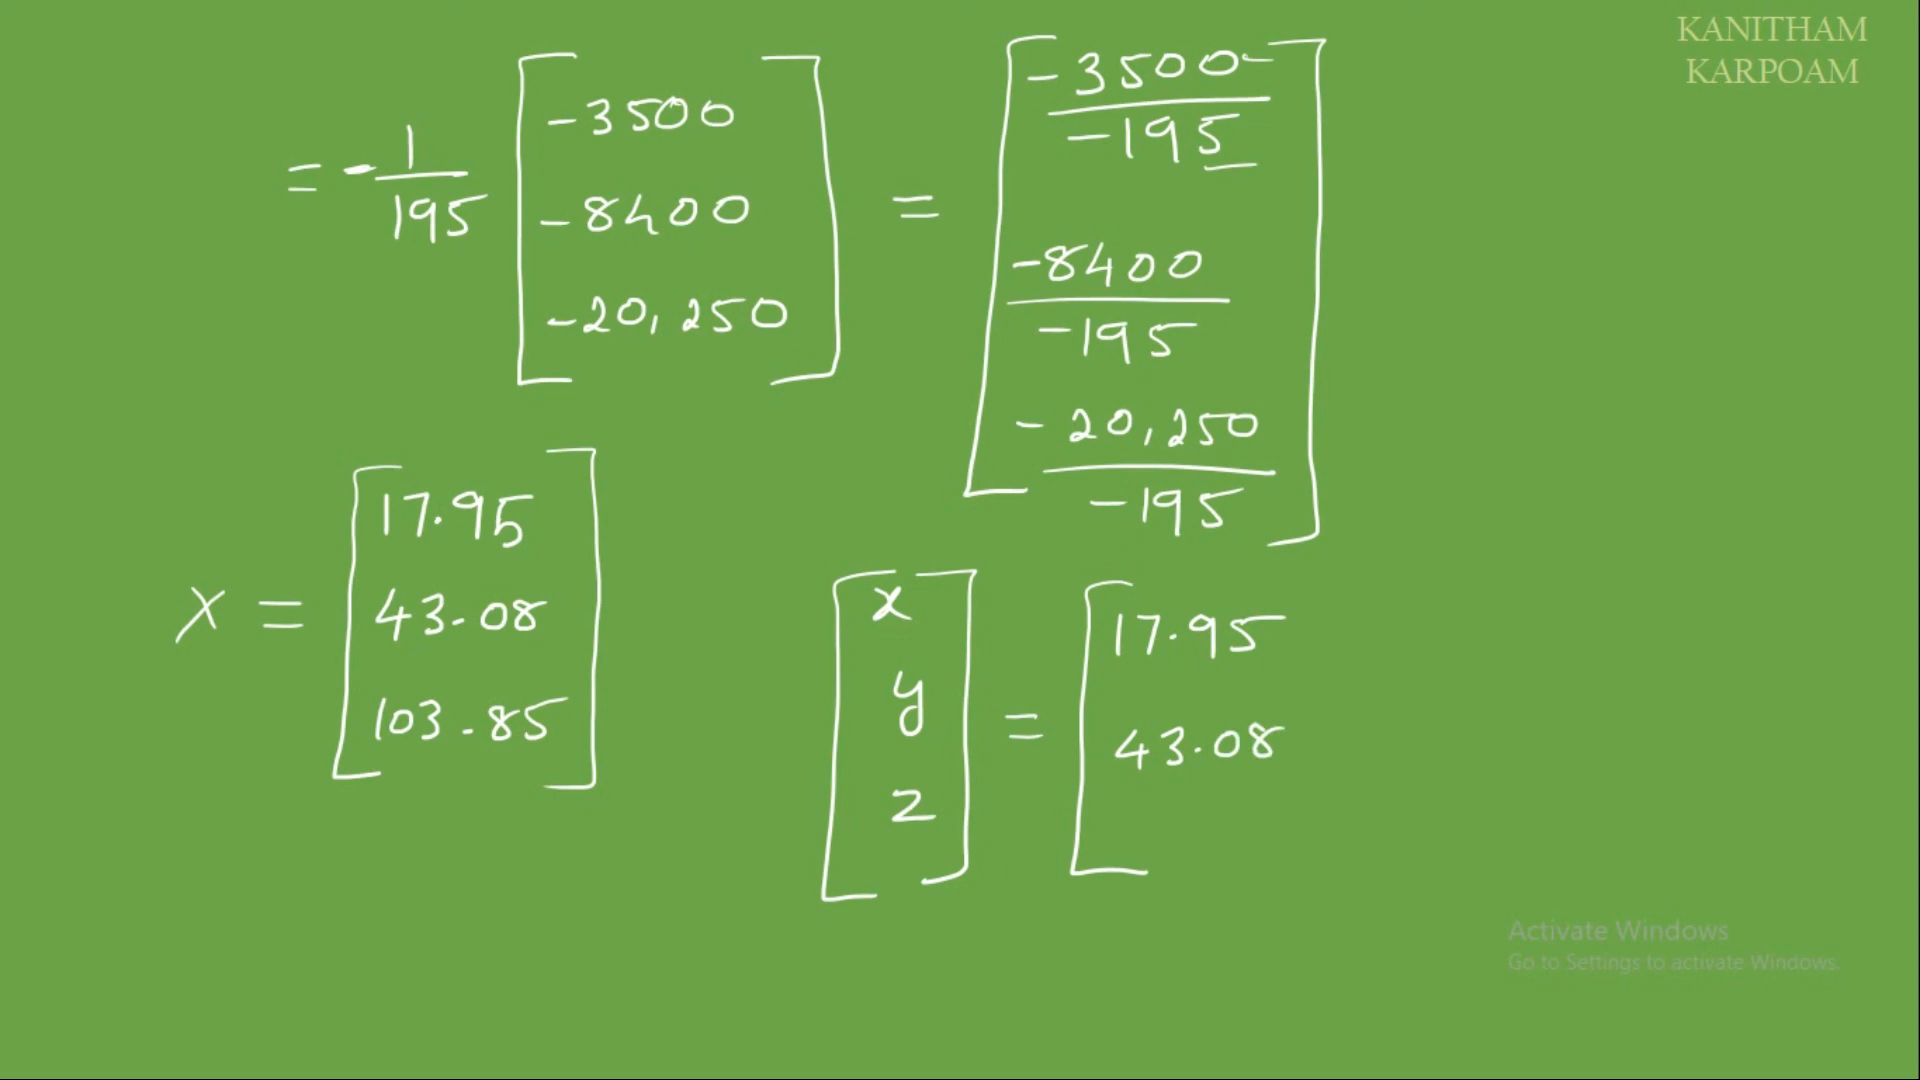 KANITHAM
KARPOAM
= -1/195 [-3500 -8400 -20,250] = [-3500/-195 -8400/-195 -20,250/-195]
X = [17.95 43.08 103.85]
[x y z] = [17.95 43.08
Activate Windows
Go to Settings to activate Windows.